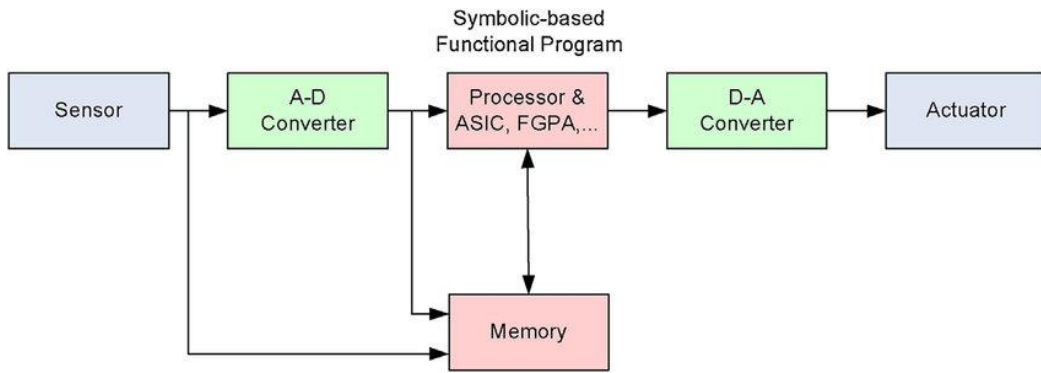 Symbolic-based
Functional Program
Sensor
A-D
Converter
Processor &
ASIC, FGPA,...
D-A
Converter
Actuator
Memory